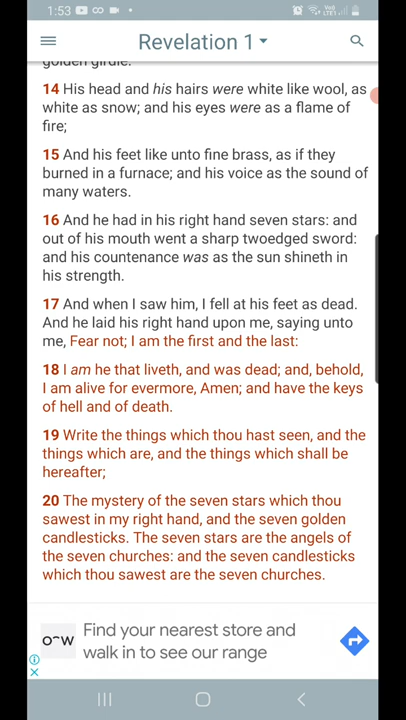 1:53
Revelation 1
golden girdle.
14 His head and his hairs were white like wool, as
white as snow; and his eyes were as a flame of
fire;
15 And his feet like unto fine brass, as if they
burned in a furnace; and his voice as the sound of
many waters.
16 And he had in his right hand seven stars: and
out of his mouth went a sharp twoedged sword:
and his countenance was as the sun shineth in
his strength.
17 And when I saw him, I fell at his feet as dead.
And he laid his right hand upon me, saying unto
me, Fear not; I am the first and the last:
18 I am he that liveth, and was dead; and, behold,
I am alive for evermore, Amen; and have the keys
of hell and of death.
19 Write the things which thou hast seen, and the
things which are, and the things which shall be
hereafter;
20 The mystery of the seven stars which thou
sawest in my right hand, and the seven golden
candlesticks. The seven stars are the angels of
the seven churches: and the seven candlesticks
which thou sawest are the seven churches.
Find your nearest store and
walk in to see our range